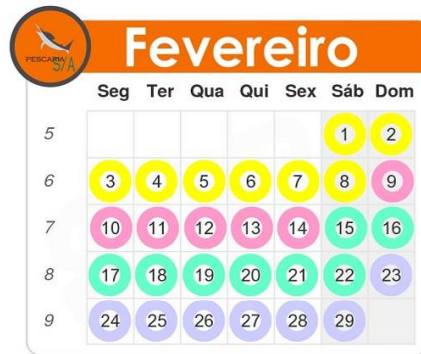 PESCARIA S/A
Fevereiro
Seg Ter Qua Qui Sex Sáb Dom
5 1 2
6 3 4 5 6 7 8 9
7 10 11 12 13 14 15 16
8 17 18 19 20 21 22 23
9 24 25 26 27 28 29